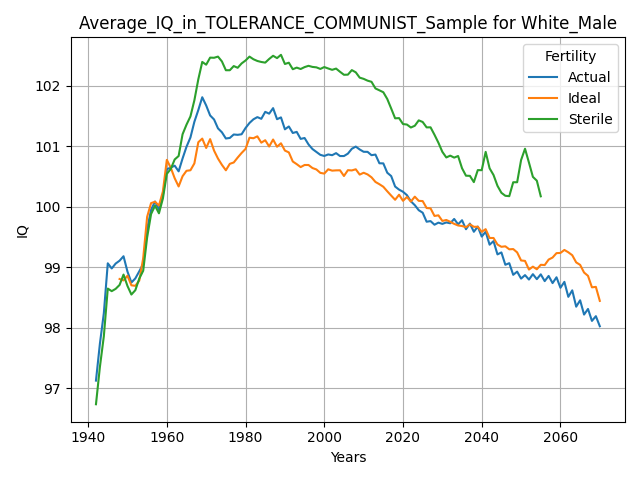 Average_IQ_in_TOLERANCE_COMMUNIST_Sample for White_Male
Fertility
Actual
Ideal
Sterile
IQ
102
101
100
99
98
97
1940
1960
1980
2000
2020
2040
2060
Years